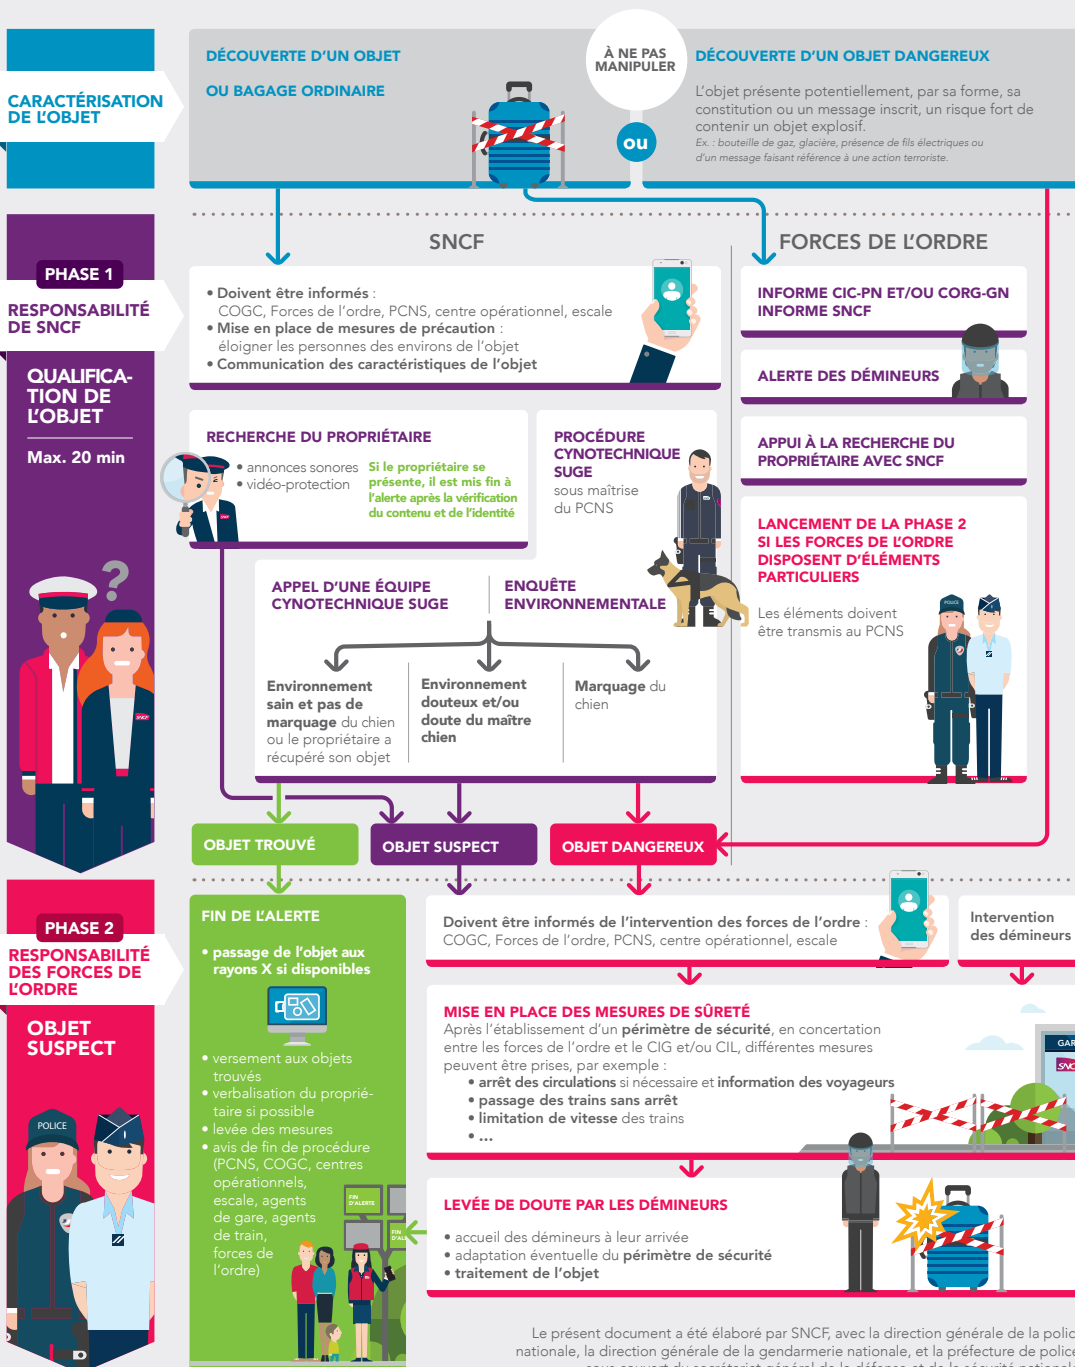 CARACTÉRISATION
DE L'OBJET
DÉCOUVERTE D'UN OBJET
OU BAGAGE ORDINAIRE
À NE PAS
MANIPULER
ou
DÉCOUVERTE D'UN OBJET DANGEREUX
L'objet présente potentiellement, par sa forme, sa
constitution ou un message inscrit, un risque fort de
contenir un objet explosif.
Ex. : bouteille de gaz, glacière, présence de fils électriques ou
d'un message faisant référence à une action terroriste.
PHASE 1
RESPONSABILITÉ
DE SNCF
QUALIFICA-
TION DE
L'OBJET
Max. 20 min
?
SNCF
SNCF
• Doivent être informés :
COGC, Forces de l'ordre, PCNS, centre opérationnel, escale
• Mise en place de mesures de précaution :
éloigner les personnes des environs de l'objet
• Communication des caractéristiques de l'objet
RECHERCHE DU PROPRIÉTAIRE
• annonces sonores
• vidéo-protection
Si le propriétaire se
présente, il est mis fin à
l'alerte après la vérification
du contenu et de l'identité
SNCF
PROCÉDURE
CYNOTECHNIQUE
SUGE
sous maîtrise
du PCNS
APPEL D'UNE ÉQUIPE
CYNOTECHNIQUE SUGE
ENQUÊTE
ENVIRONNEMENTALE
Environnement
sain et pas de
marquage du chien
ou le propriétaire a
récupéré son objet
Environnement
douteux et/ou
doute du maître
chien
Marquage du
chien
FORCES DE L'ORDRE
INFORME CIC-PN ET/OU CORG-GN
INFORME SNCF
ALERTE DES DÉMINEURS
APPUI À LA RECHERCHE DU
PROPRIÉTAIRE AVEC SNCF
LANCEMENT DE LA PHASE 2
SI LES FORCES DE L'ORDRE
DISPOSENT D'ÉLÉMENTS
PARTICULIERS
Les éléments doivent
être transmis au PCNS
POLICE
OBJET TROUVÉ
OBJET SUSPECT
OBJET DANGEREUX
PHASE 2
RESPONSABILITÉ
DES FORCES DE
L'ORDRE
OBJET
SUSPECT
POLICE
FIN DE L'ALERTE
• passage de l'objet aux
rayons X si disponibles
• versement aux objets
trouvés
• verbalisation du proprié-
taire si possible
• levée des mesures
• avis de fin de procédure
(PCNS, COGC, centres
opérationnels,
escale, agents
de gare, agents
de train,
forces de
l'ordre)
FIN
D'ALERTE
FIN
Doivent être informés de l'intervention des forces de l'ordre :
COGC, Forces de l'ordre, PCNS, centre opérationnel, escale
Intervention
des démineurs
MISE EN PLACE DES MESURES DE SÛRETÉ
Après l'établissement d'un périmètre de sécurité, en concertation
entre les forces de l'ordre et le CIG et/ou CIL, différentes mesures
peuvent être prises, par exemple :
• arrêt des circulations si nécessaire et information des voyageurs
• passage des trains sans arrêt
• limitation de vitesse des trains
• ...
GAR
LEVÉE DE DOUTE PAR LES DÉMINEURS
• accueil des démineurs à leur arrivée
• adaptation éventuelle du périmètre de sécurité
• traitement de l'objet
Le présent document a été élaboré par SNCF, avec la direction générale de la polic
nationale, la direction générale de la gendarmerie nationale, et la préfecture de police